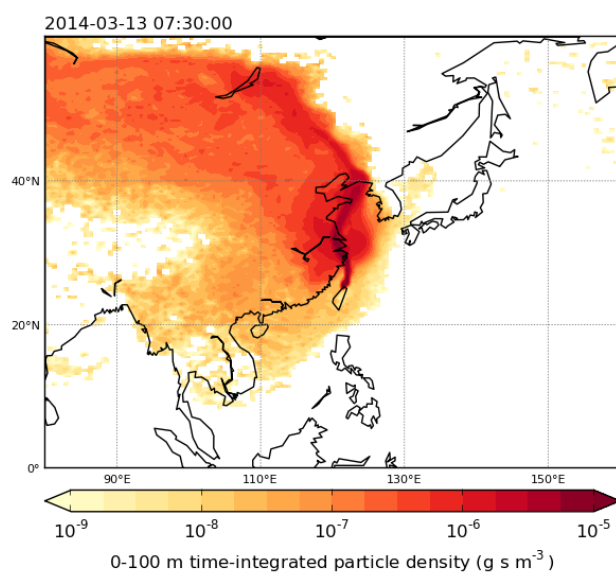 2014-03-13 07:30:00
40°N
20°N
0°
90°E 110°E 130°E 150°E
10⁻⁹ 10⁻⁸ 10⁻⁷ 10⁻⁶ 10⁻⁵
0-100 m time-integrated particle density (g s m⁻³)